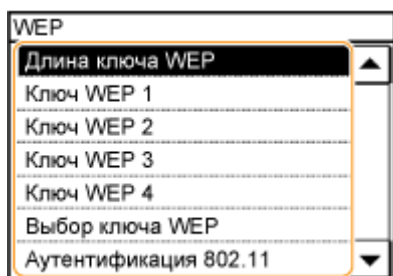 WEP
Длина ключа WEP
Ключ WEP 1
Ключ WEP 2
Ключ WEP 3
Ключ WEP 4
Выбор ключа WEP
Аутентификация 802.11